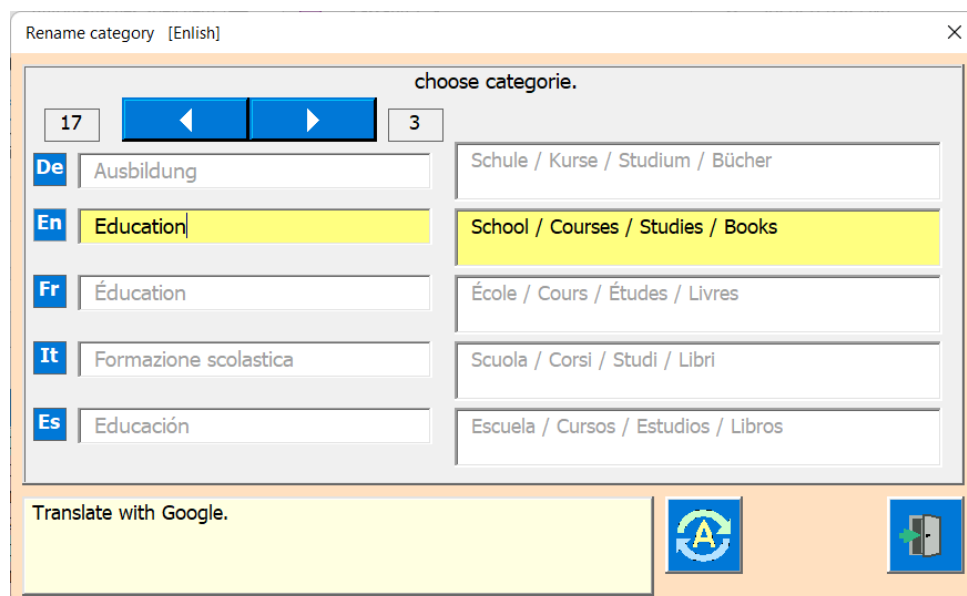 Rename category [Enlish]
choose categorie.
17 3
De Ausbildung Schule / Kurse / Studium / Bücher
En Education School / Courses / Studies / Books
Fr Éducation École / Cours / Études / Livres
It Formazione scolastica Scuola / Corsi / Studi / Libri
Es Educación Escuela / Cursos / Estudios / Libros
Translate with Google.
A